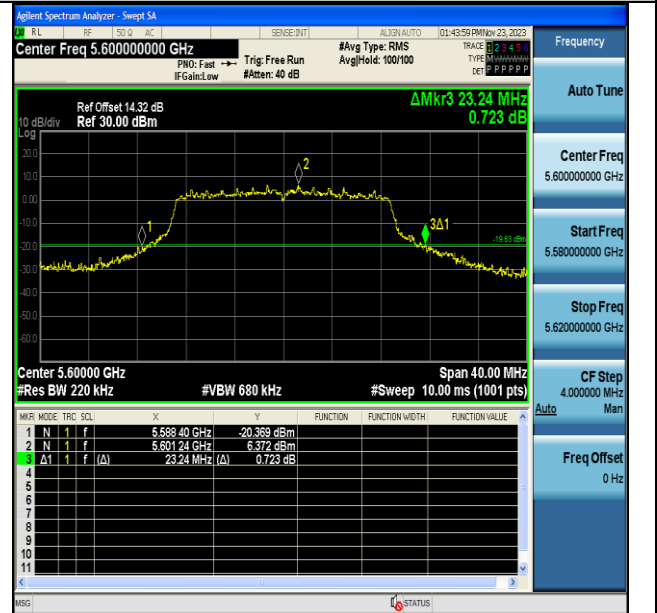 Agilent Spectrum Analyzer - Swept SA
RL RF 50 Ω AC SENSE:INT ALIGN AUTO 01:43:59 PM Nov 23, 2023
Center Freq 5.600000000 GHz #Avg Type: RMS TRACE 1 2 3 4 5 6
PNO: Fast Trig: Free Run Avg|Hold: 100/100 TYPE M
IFGain:Low #Atten: 40 dB DET P P P P P P
Frequency
Auto Tune
Center Freq
5.600000000 GHz
Start Freq
5.580000000 GHz
Stop Freq
5.620000000 GHz
CF Step
4.000000 MHz
Auto Man
Freq Offset
0 Hz
ΔMkr3 23.24 MHz
0.723 dB
Ref Offset 14.32 dB
10 dB/div Ref 30.00 dBm
Log
20.0
10.0
0.00
-10.0
-20.0
-30.0
-40.0
-50.0
-60.0
1
2
3Δ1
-19.63 dBm
Center 5.60000 GHz Span 40.00 MHz
#Res BW 220 kHz #VBW 680 kHz #Sweep 10.00 ms (1001 pts)
MKR MODE TRC SCL X Y FUNCTION FUNCTION WIDTH FUNCTION VALUE
1 N 1 f 5.588 40 GHz -20.369 dBm
2 N 1 f 5.601 24 GHz 6.372 dBm
3 Δ1 1 f (Δ) 23.24 MHz (Δ) 0.723 dB
4
5
6
7
8
9
10
11
MSG STATUS